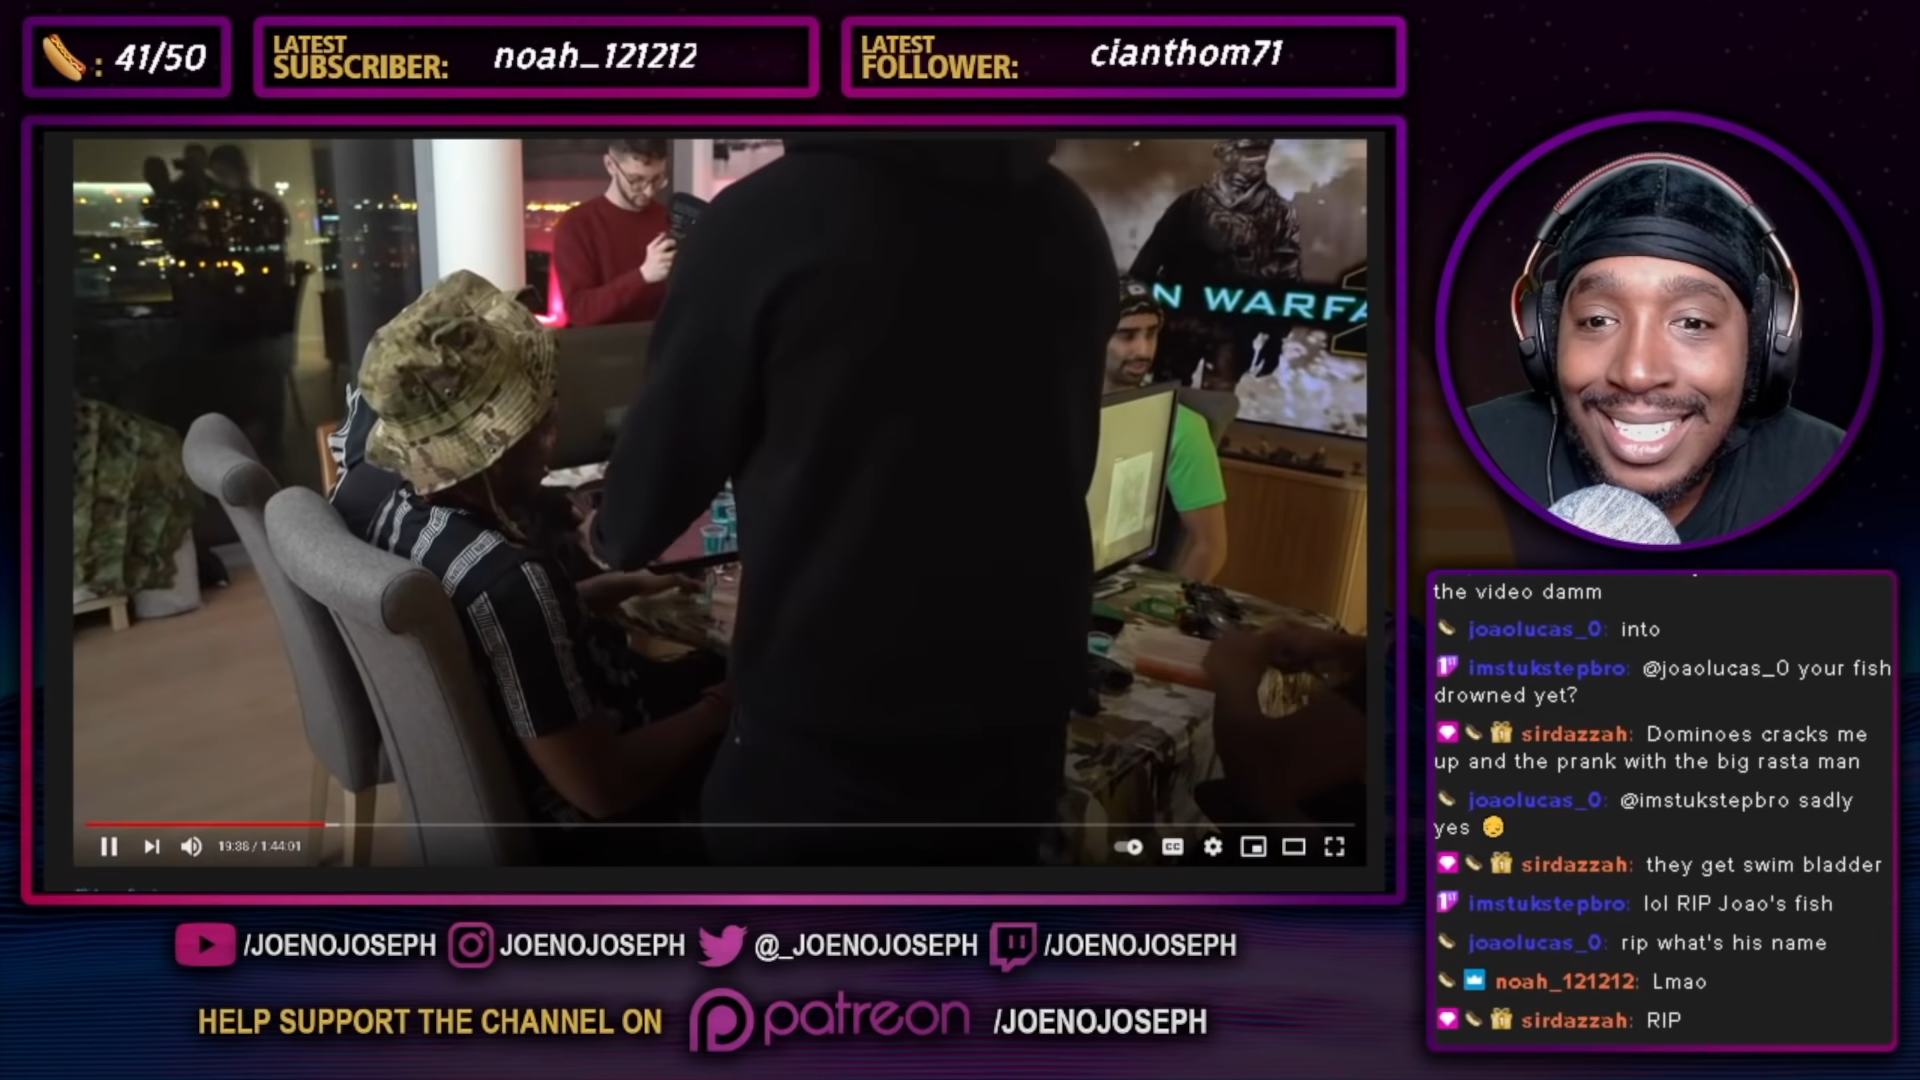 : 41/50
LATEST
SUBSCRIBER:
noah_121212
LATEST
FOLLOWER:
cianthom71
N WARFA
2
19:38 / 1:44:01
CC
the video damm
joaolucas_0: into
imstukstepbro: @joaolucas_0 your fish
drowned yet?
sirdazzah: Dominoes cracks me
up and the prank with the big rasta man
joaolucas_0: @imstukstepbro sadly
yes 😔
sirdazzah: they get swim bladder
imstukstepbro: lol RIP Joao's fish
joaolucas_0: rip what's his name
noah_121212: Lmao
sirdazzah: RIP
/JOENOJOSEPH JOENOJOSEPH @_JOENOJOSEPH /JOENOJOSEPH
HELP SUPPORT THE CHANNEL ON patreon /JOENOJOSEPH